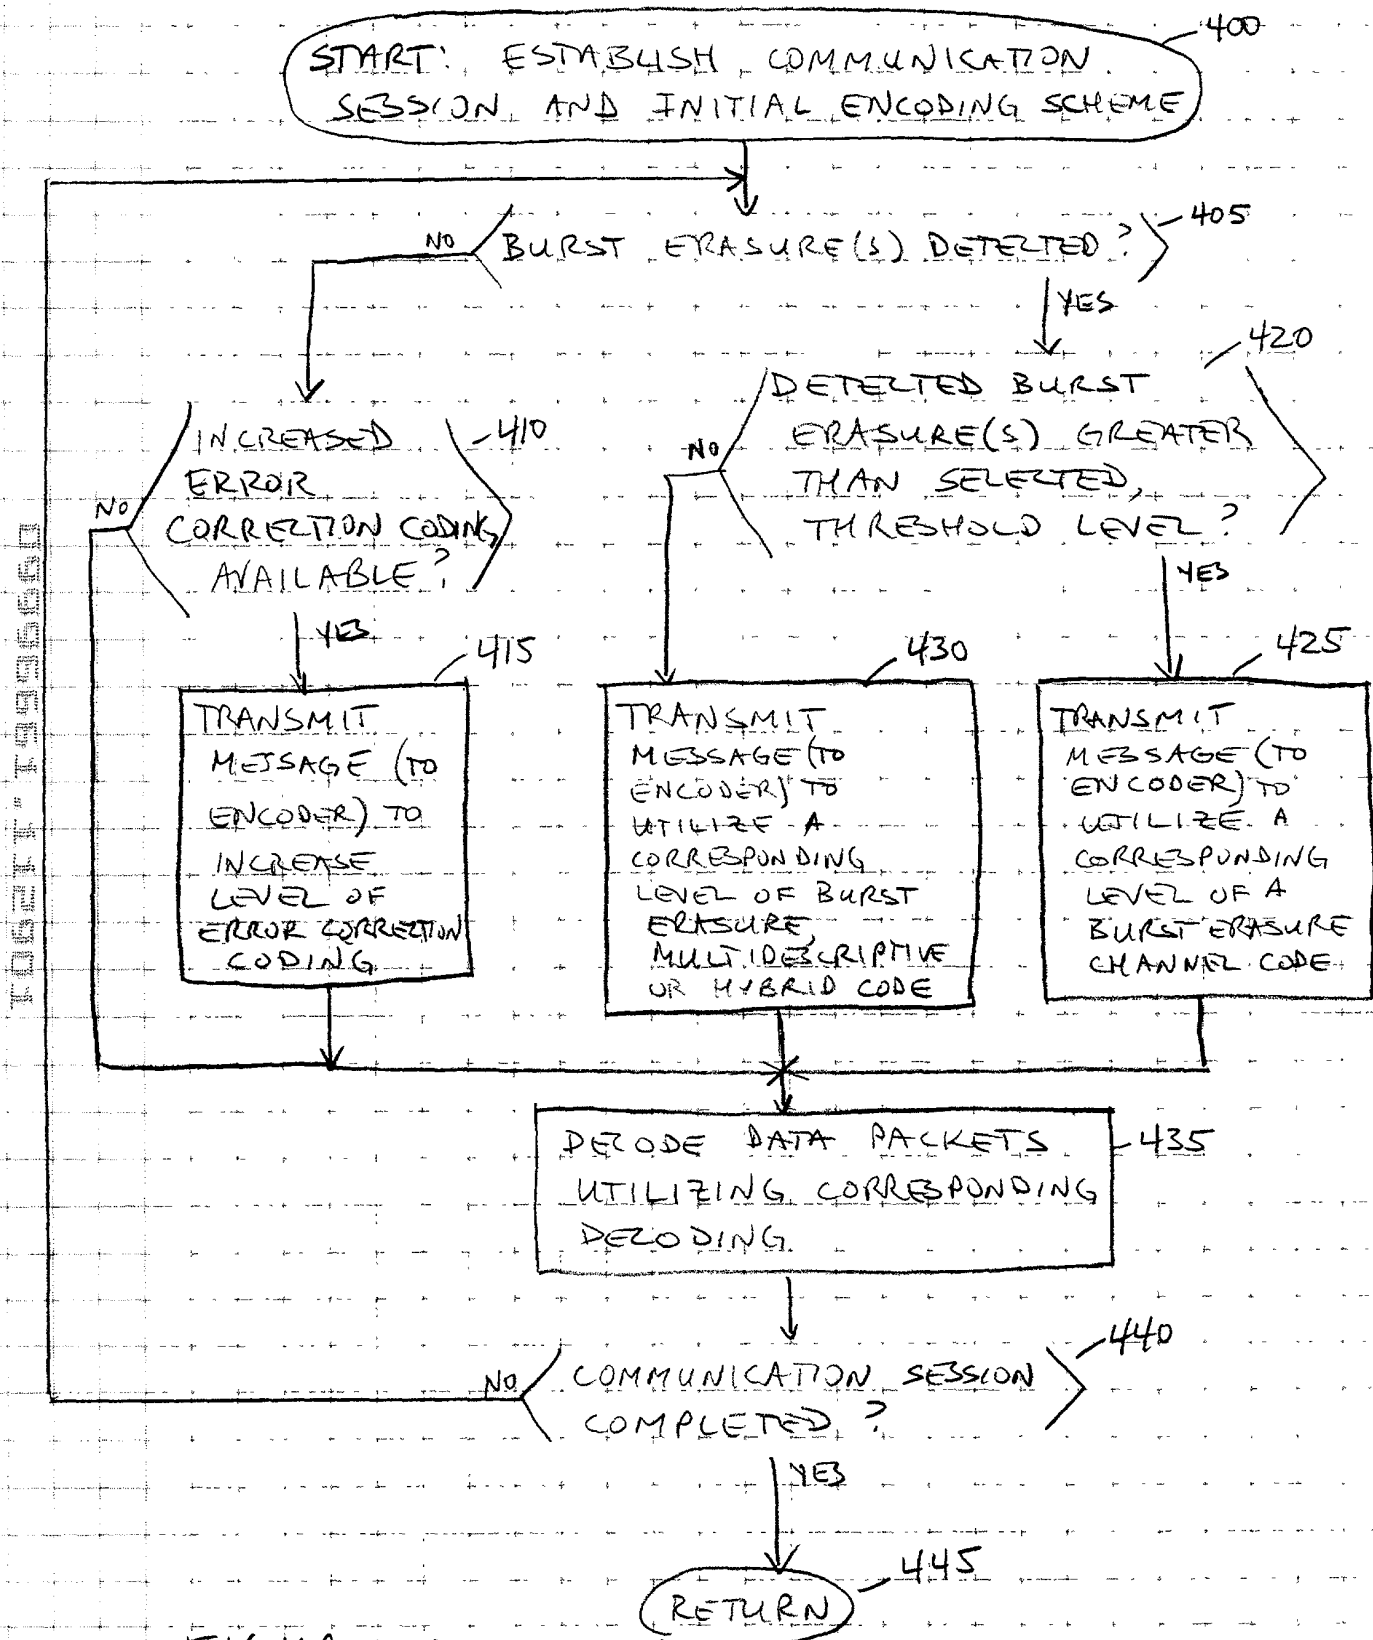 400
START: ESTABLISH COMMUNICATION
SESSION AND INITIAL ENCODING SCHEME
405
NO
BURST ERASURE(S) DETECTED?
YES
420
DETECTED BURST
ERASURE(S) GREATER
THAN SELECTED
THRESHOLD LEVEL?
NO
YES
INCREASED
ERROR
CORRECTION CODING
AVAILABLE?
410
NO
YES
415
TRANSMIT
MESSAGE (TO
ENCODER) TO
INCREASE
LEVEL OF
ERROR CORRECTION
CODING
430
TRANSMIT
MESSAGE (TO
ENCODER) TO
UTILIZE A
CORRESPONDING
LEVEL OF BURST
ERASURE,
MULTIDESCRIPTIVE
OR HYBRID CODE
425
TRANSMIT
MESSAGE (TO
ENCODER) TO
UTILIZE A
CORRESPONDING
LEVEL OF A
BURST ERASURE
CHANNEL CODE
DECODE DATA PACKETS
UTILIZING CORRESPONDING
DECODING
435
440
NO
COMMUNICATION SESSION
COMPLETED?
YES
445
RETURN